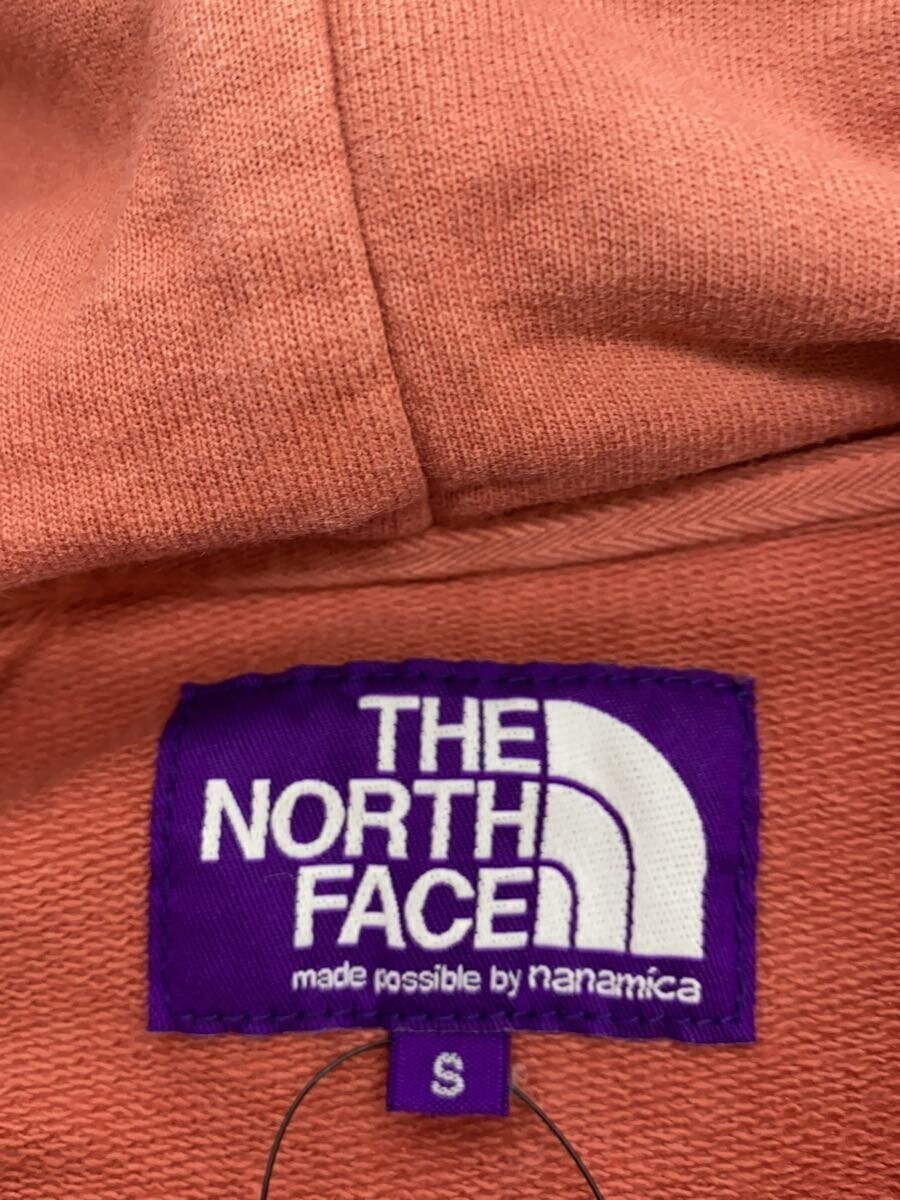 THE
NORTH
FACE
made possible by nanamica
S